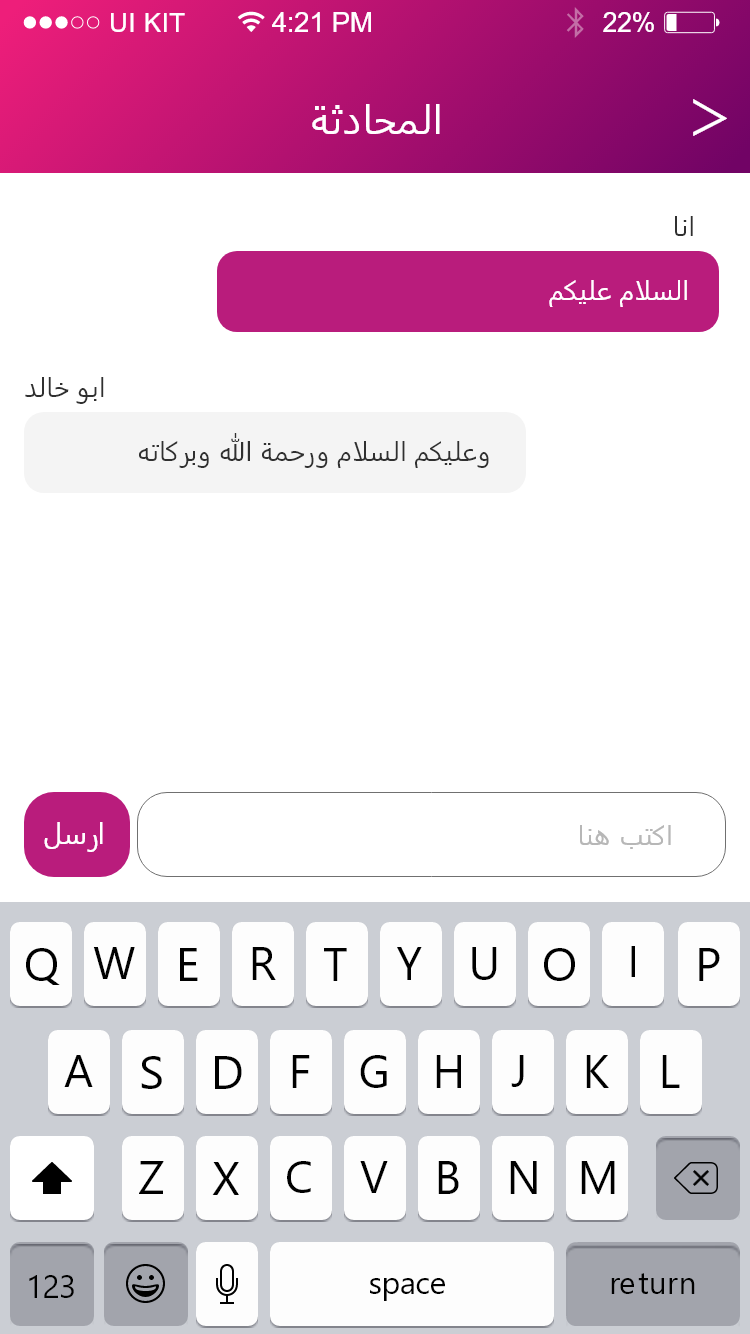 UI KIT 4:21 PM 22%
المحادثة
انا
السلام عليكم
ابو خالد
وعليكم السلام ورحمة الله وبركاته
اكتب هنا
ارسل
Q W E R T Y U O I P
A S D F G H J K L
Z X C V B N M
123 space return